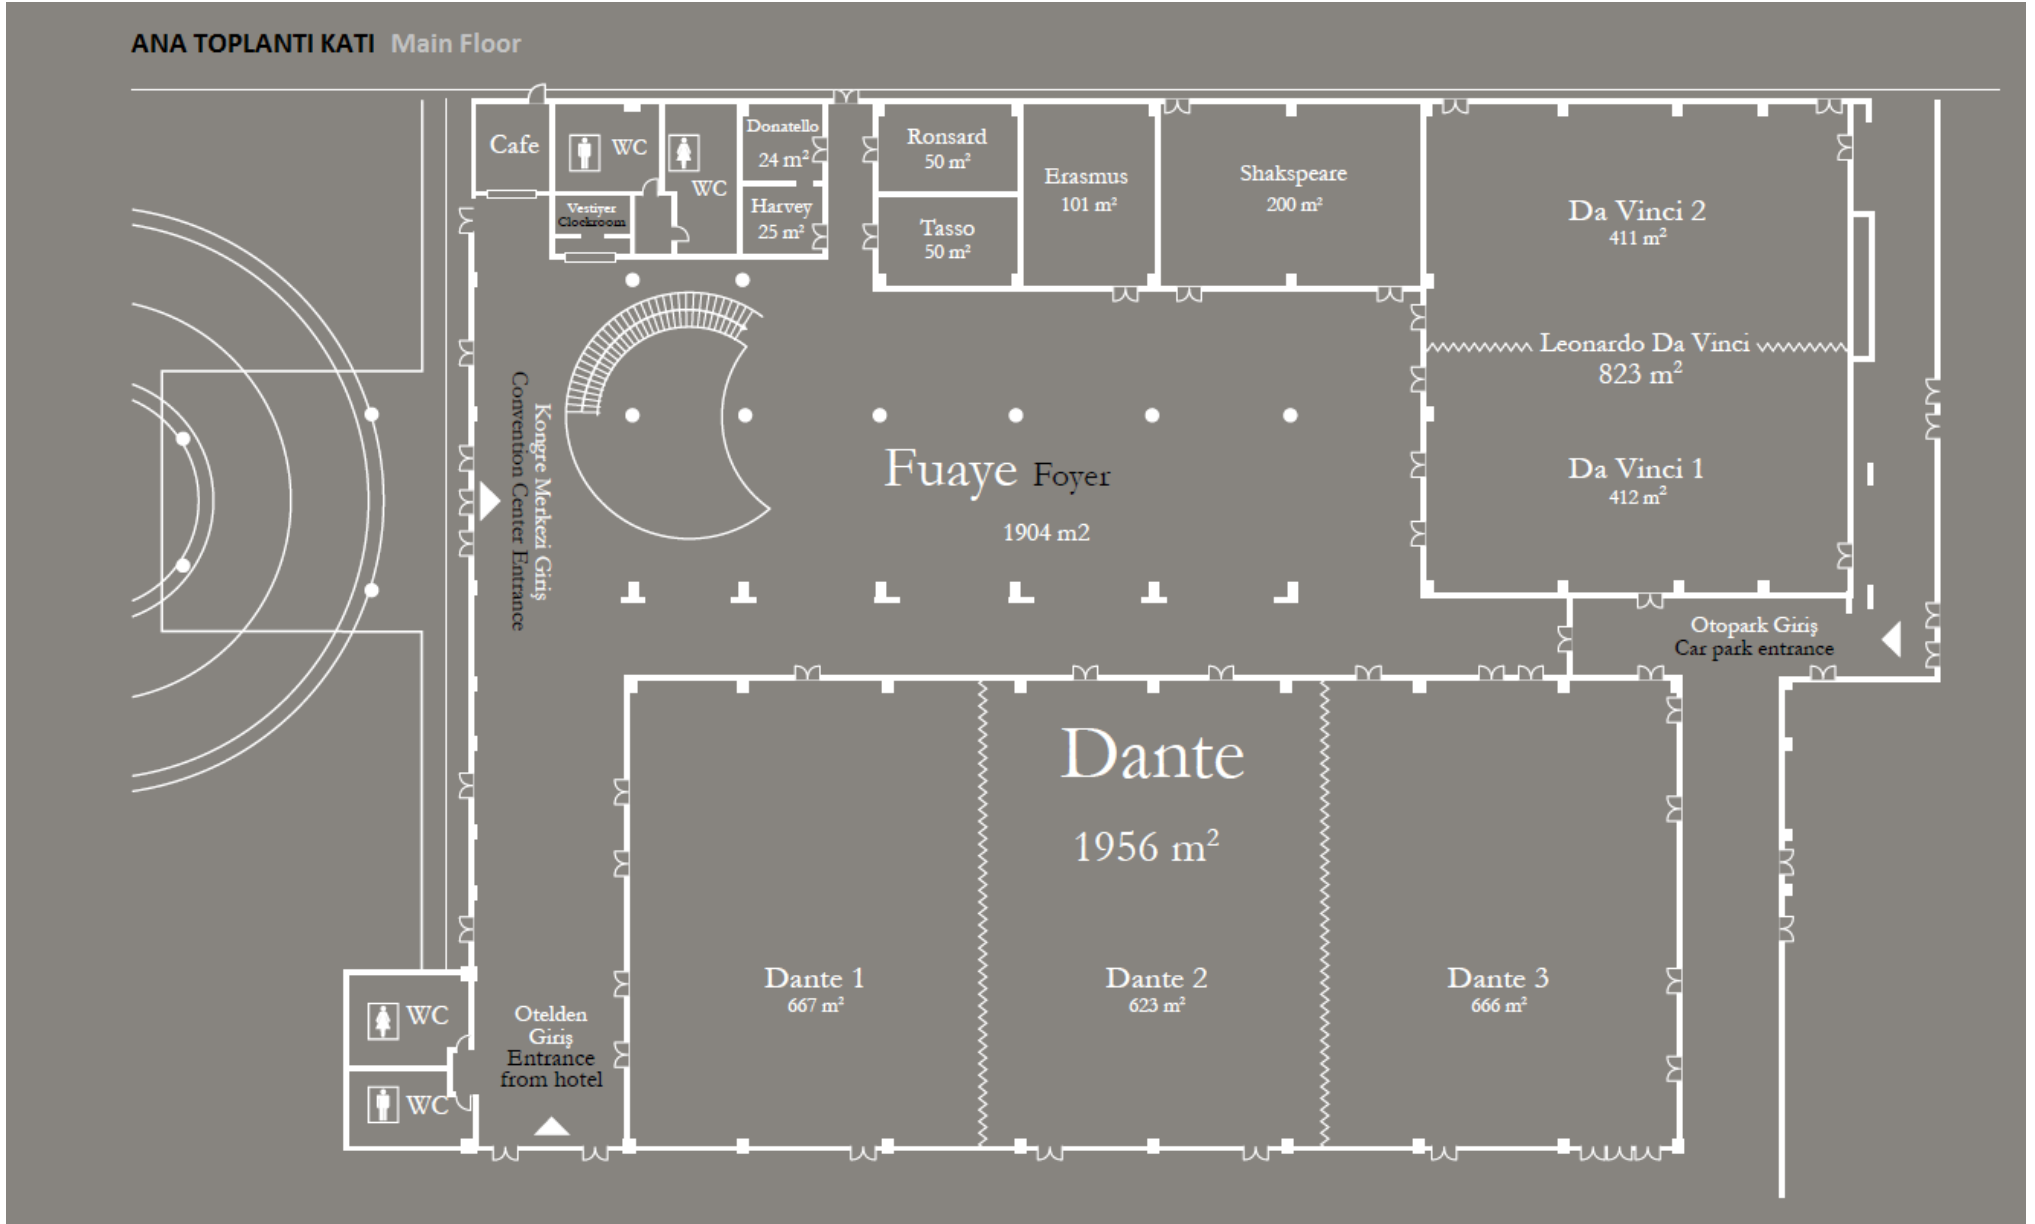 ANA TOPLANTI KATI Main Floor
Cafe
WC
WC
Vestiyer
Clockroom
Donatello
24 m²
Harvey
25 m²
Ronsard
50 m²
Tasso
50 m²
Erasmus
101 m²
Shakspeare
200 m²
Da Vinci 2
411 m²
Leonardo Da Vinci
823 m²
Da Vinci 1
412 m²
Kongre Merkezi Giriş
Convention Center Entrance
Fuaye Foyer
1904 m2
Otopark Giriş
Car park entrance
Dante
1956 m²
Dante 1
667 m²
Dante 2
623 m²
Dante 3
666 m²
WC
WC
Otelden
Giriş
Entrance
from hotel